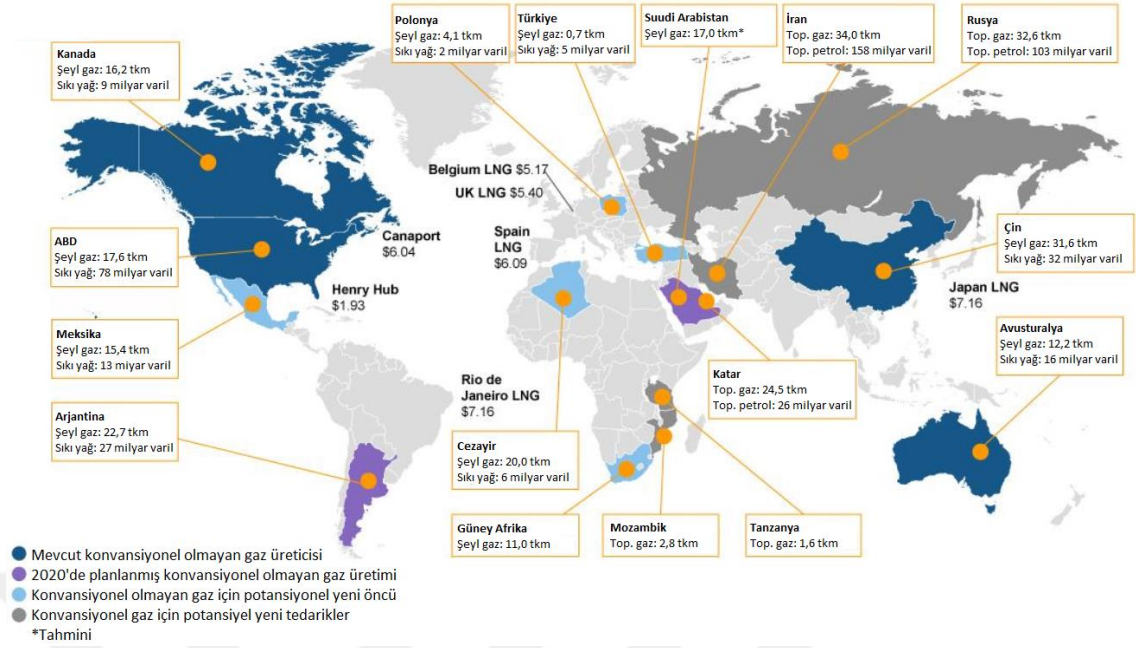 Kanada
Şeyl gaz: 16,2 tkm
Sıkı yağ: 9 milyar varil
Polonya
Şeyl gaz: 4,1 tkm
Sıkı yağ: 2 milyar varil
Türkiye
Şeyl gaz: 0,7 tkm
Sıkı yağ: 5 milyar varil
Suudi Arabistan
Şeyl gaz: 17,0 tkm*
İran
Top. gaz: 34,0 tkm
Top. petrol: 158 milyar varil
Rusya
Top. gaz: 32,6 tkm
Top. petrol: 103 milyar varil
Belgium LNG $5.17
UK LNG $5.40
ABD
Şeyl gaz: 17,6 tkm
Sıkı yağ: 78 milyar varil
Canaport
$6.04
Spain
LNG
$6.09
Çin
Şeyl gaz: 31,6 tkm
Sıkı yağ: 32 milyar varil
Henry Hub
$1.93
Japan LNG
$7.16
Meksika
Şeyl gaz: 15,4 tkm
Sıkı yağ: 13 miyar varil
Avusturalya
Şeyl gaz: 12,2 tkm
Sıkı yağ: 16 milyar varil
Rio de
Janeiro LNG
$7.16
Katar
Top. gaz: 24,5 tkm
Top. petrol: 26 milyar varil
Arjantina
Şeyl gaz: 22,7 tkm
Sıkı yağ: 27 milyar varil
Cezayir
Şeyl gaz: 20,0 tkm
Sıkı yağ: 6 milyar varil
Güney Afrika
Şeyl gaz: 11,0 tkm
Mozambik
Top. gaz: 2,8 tkm
Tanzanya
Top. gaz: 1,6 tkm
Mevcut konvansiyonel olmayan gaz üreticisi
2020'de planlanmış konvansiyonel olmayan gaz üretimi
Konvansiyonel olmayan gaz için potansiyonel yeni öncü
Konvansiyonel gaz için potansiyel yeni tedarikler
*Tahmini